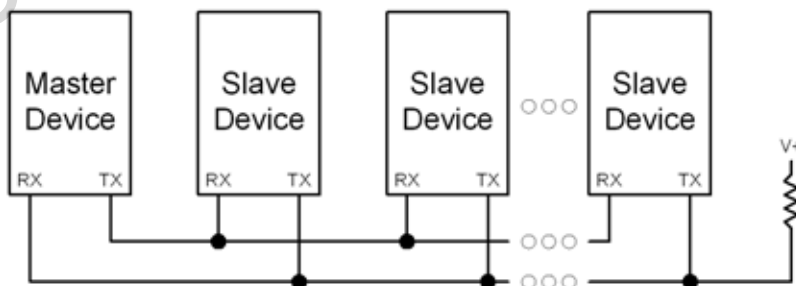 Master
Device
RX TX
Slave
Device
RX TX
Slave
Device
RX TX
Slave
Device
RX TX
V+